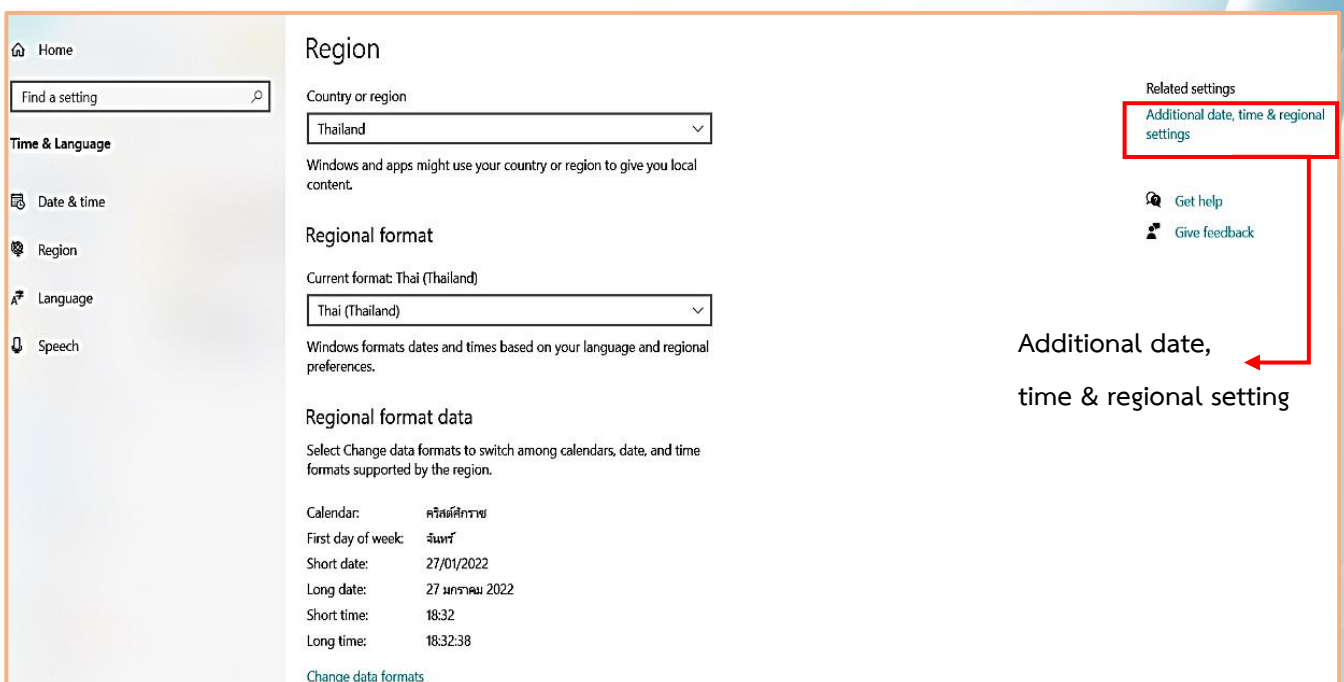 Home
Find a setting
Time & Language
Date & time
Region
Language
Speech
Region
Country or region
Thailand
Windows and apps might use your country or region to give you local
content.
Regional format
Current format: Thai (Thailand)
Thai (Thailand)
Windows formats dates and times based on your language and regional
preferences.
Regional format data
Select Change data formats to switch among calendars, date, and time
formats supported by the region.
Calendar: คริสต์ศักราช
First day of week: จันทร์
Short date: 27/01/2022
Long date: 27 มกราคม 2022
Short time: 18:32
Long time: 18:32:38
Change data formats
Related settings
Additional date, time & regional
settings
Get help
Give feedback
Additional date,
time & regional setting